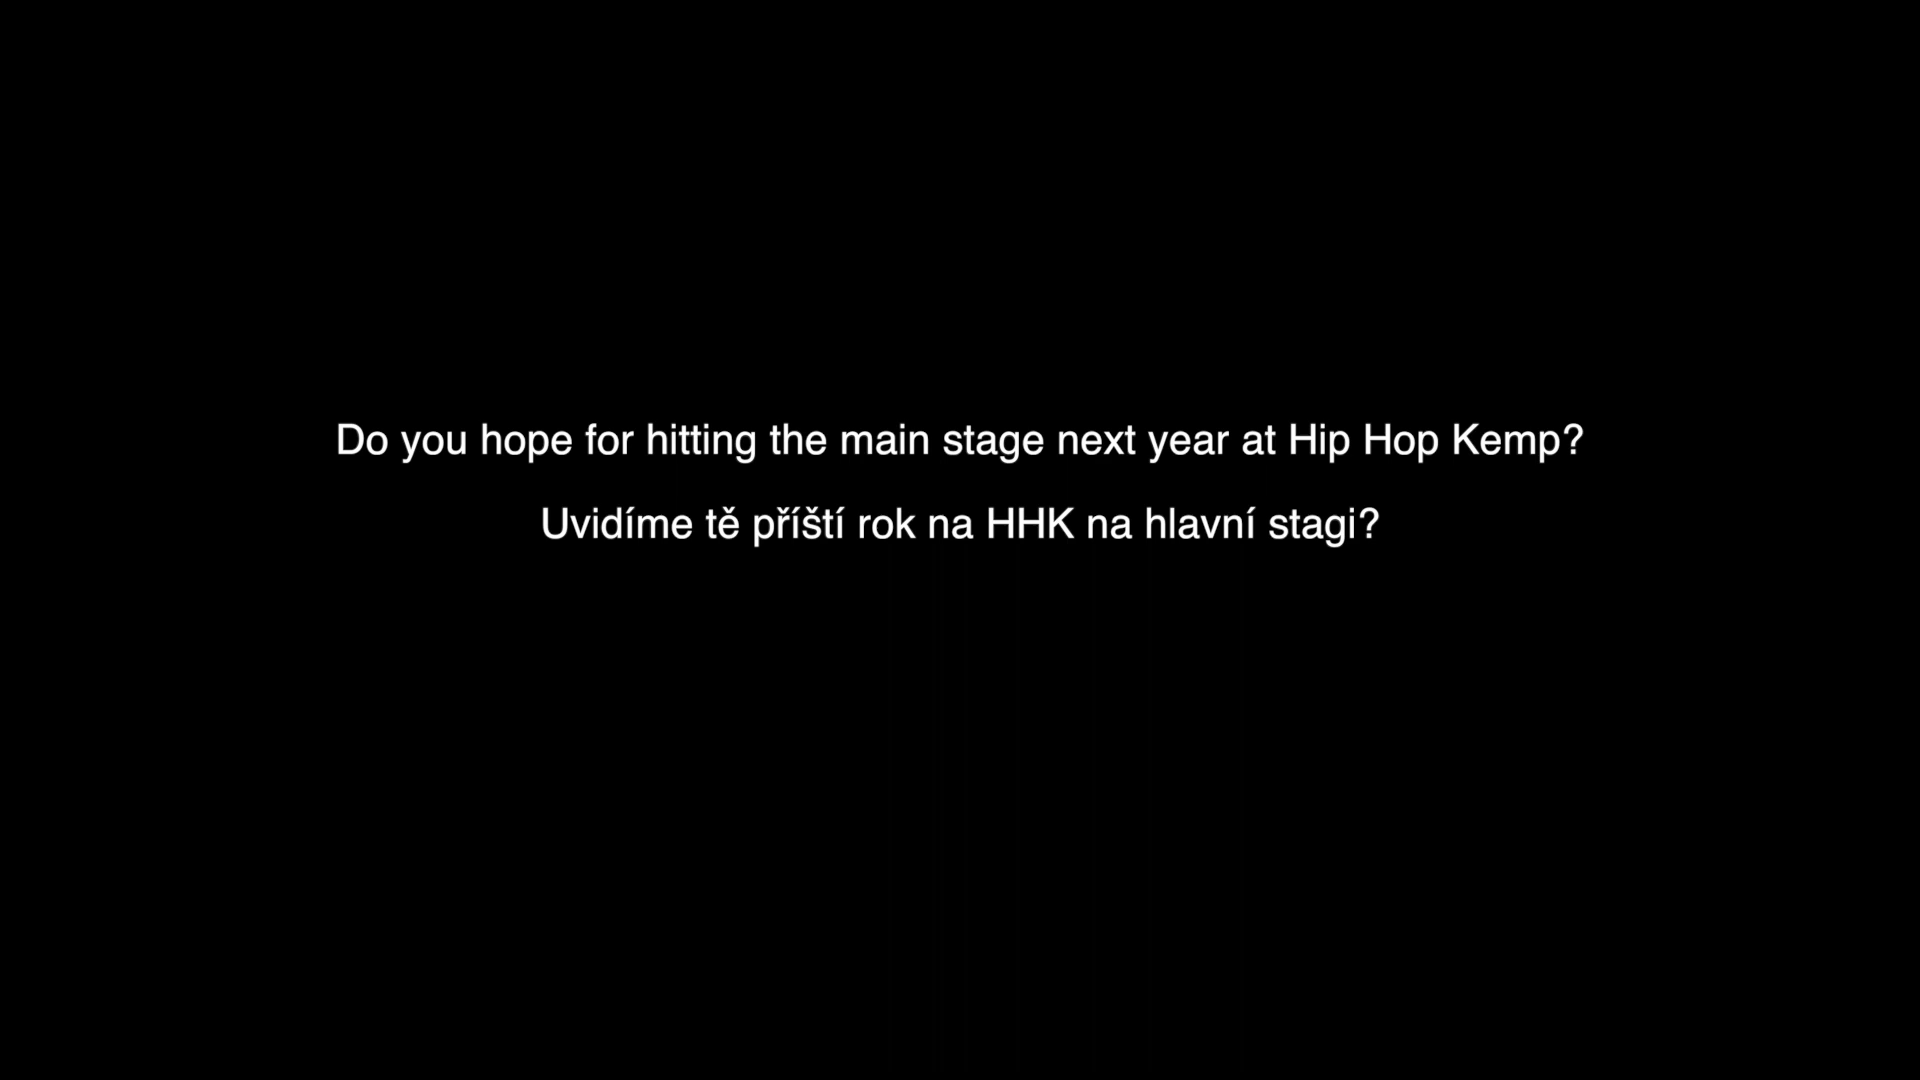 Do you hope for hitting the main stage next year at Hip Hop Kemp?
Uvidíme tě příští rok na HHK na hlavní stagi?